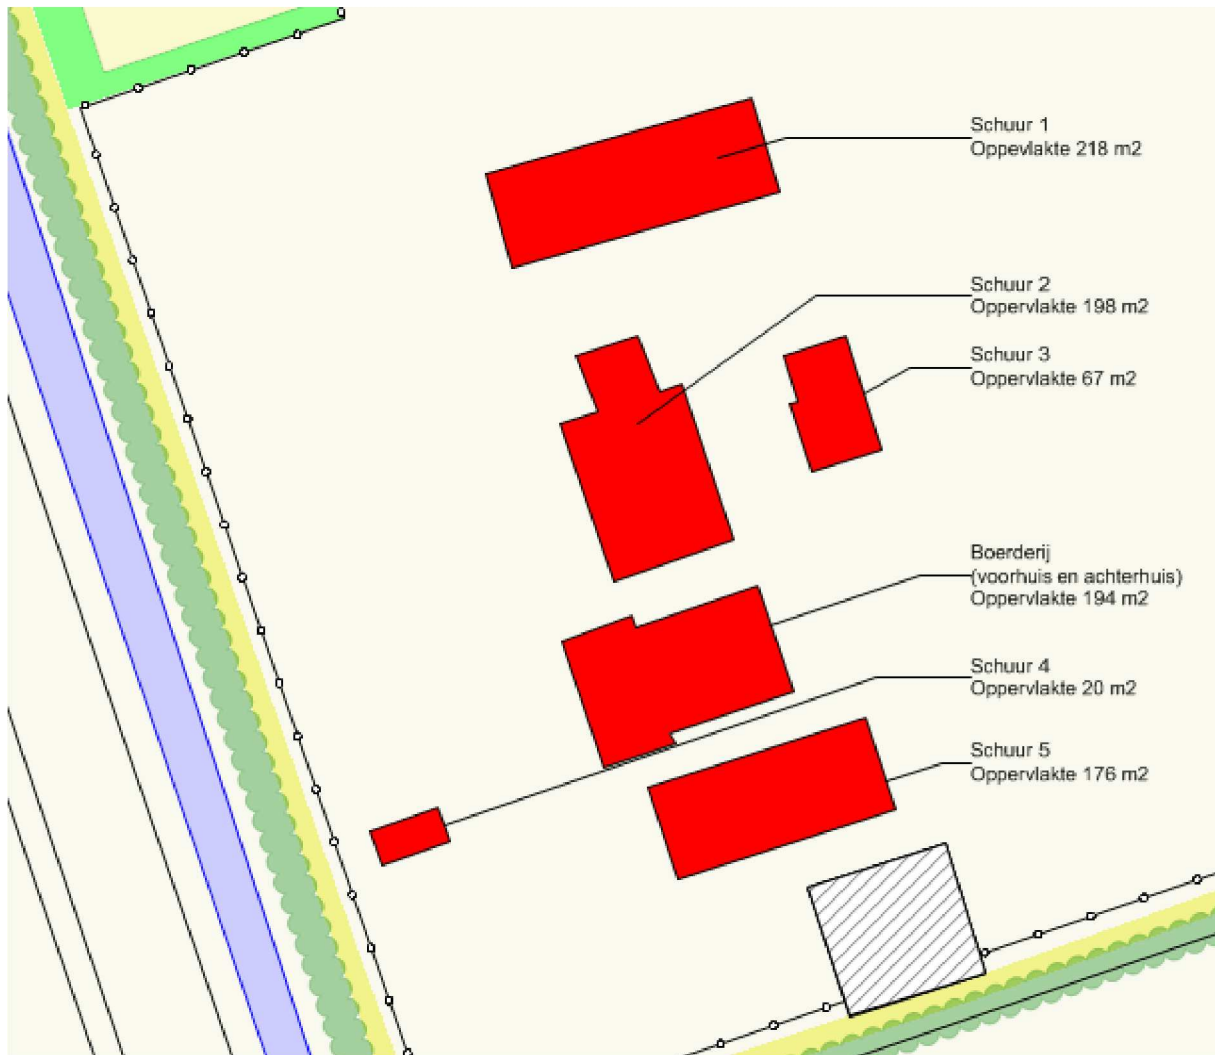 Schuur 1
Oppevlakte 218 m2
Schuur 2
Oppervlakte 198 m2
Schuur 3
Oppervlakte 67 m2
Boerderij
(voorhuis en achterhuis)
Oppervlakte 194 m2
Schuur 4
Oppervlakte 20 m2
Schuur 5
Oppervlakte 176 m2